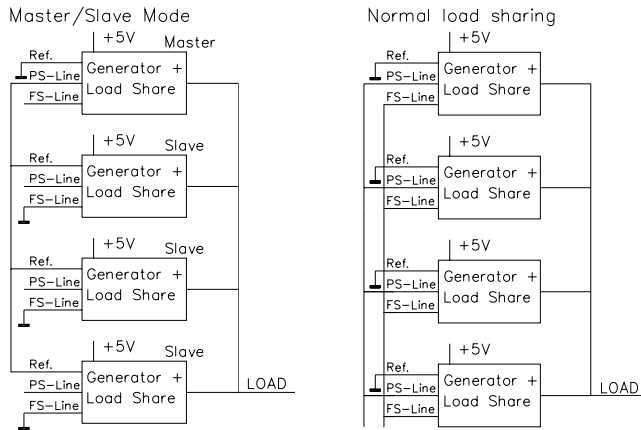 Master/Slave Mode
+5V
Master
Ref.
PS-Line
FS-Line
Generator +
Load Share
+5V
Slave
Ref.
PS-Line
FS-Line
Generator +
Load Share
+5V
Slave
Ref.
PS-Line
FS-Line
Generator +
Load Share
+5V
Slave
Ref.
PS-Line
FS-Line
Generator +
Load Share
LOAD
Normal load sharing
+5V
Ref.
PS-Line
FS-Line
Generator +
Load Share
+5V
Ref.
PS-Line
FS-Line
Generator +
Load Share
+5V
Ref.
PS-Line
FS-Line
Generator +
Load Share
+5V
Ref.
PS-Line
FS-Line
Generator +
Load Share
LOAD